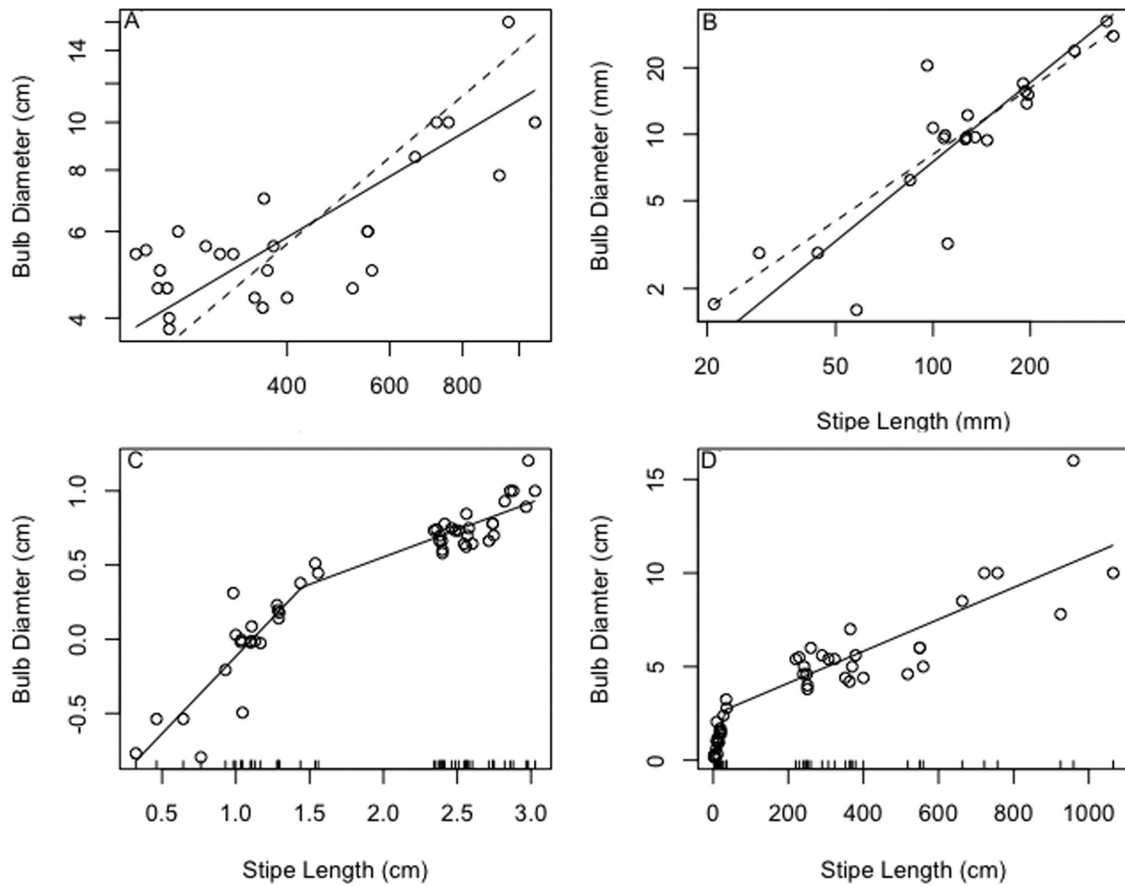 A
Bulb Diameter (cm)
14
10
8
6
4
400 600 800
B
Bulb Diameter (mm)
20
10
5
2
20 50 100 200
Stipe Length (mm)
C
Bulb Diamter (cm)
1.0
0.5
0.0
-0.5
0.5 1.0 1.5 2.0 2.5 3.0
Stipe Length (cm)
D
Bulb Diameter (cm)
15
10
5
0
0 200 400 600 800 1000
Stipe Length (cm)